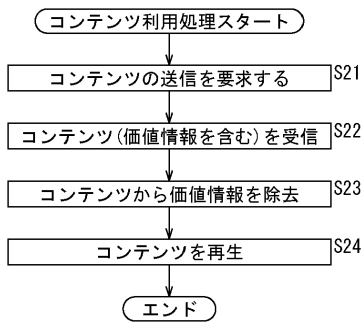 コンテンツ利用処理スタート
コンテンツの送信を要求する S21
コンテンツ(価値情報を含む)を受信 S22
コンテンツから価値情報を除去 S23
コンテンツを再生 S24
エンド